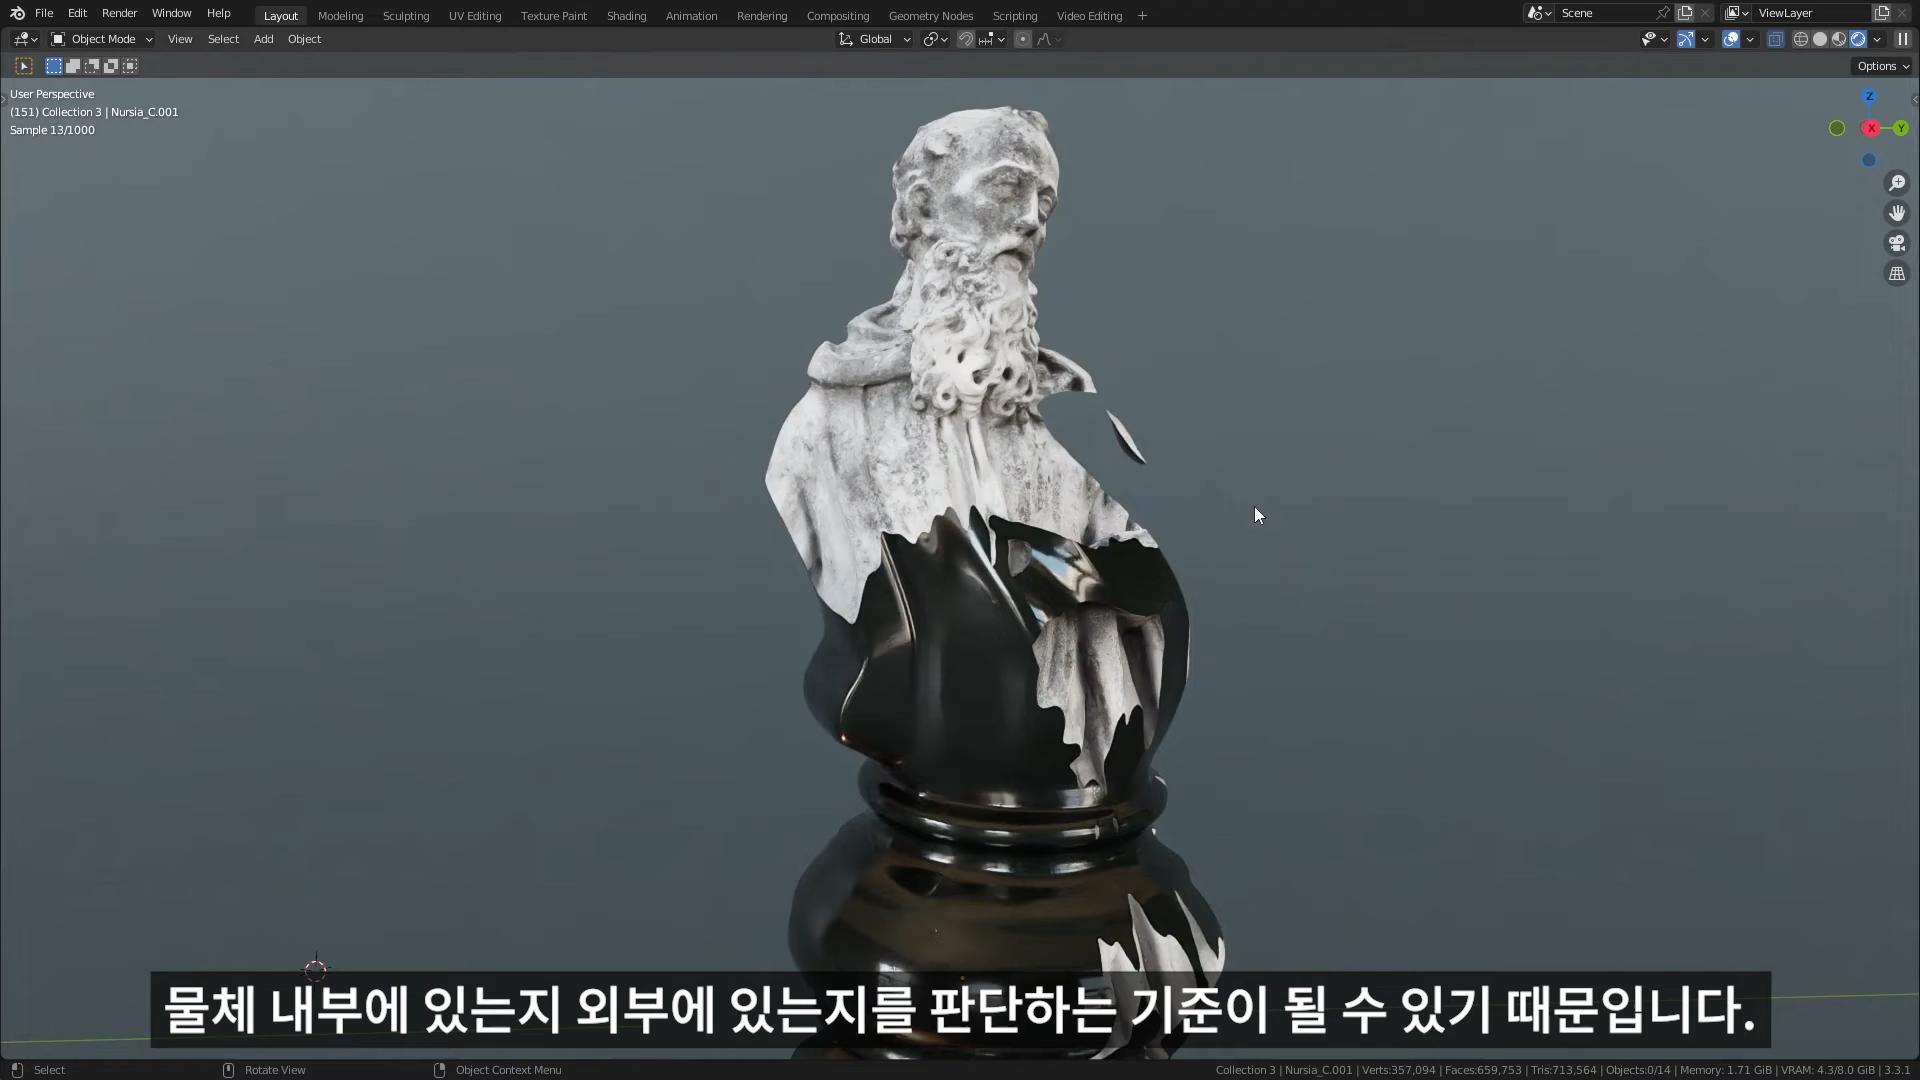 File Edit Render Window Help Layout Modeling Sculpting UV Editing Texture Paint Shading Animation Rendering Compositing Geometry Nodes Scripting Video Editing + Scene ViewLayer
Object Mode View Select Add Object Global
Options
User Perspective
(151) Collection 3 | Nursia_C.001
Sample 13/1000
Z
X Y
물체 내부에 있는지 외부에 있는지를 판단하는 기준이 될 수 있기 때문입니다.
Select Rotate View Object Context Menu Collection 3 | Nursia_C.001 | Verts:357,094 | Faces:659,753 | Tris:713,564 | Objects:0/14 | Memory: 1.71 GiB | VRAM: 4.3/8.0 GiB | 3.3.1